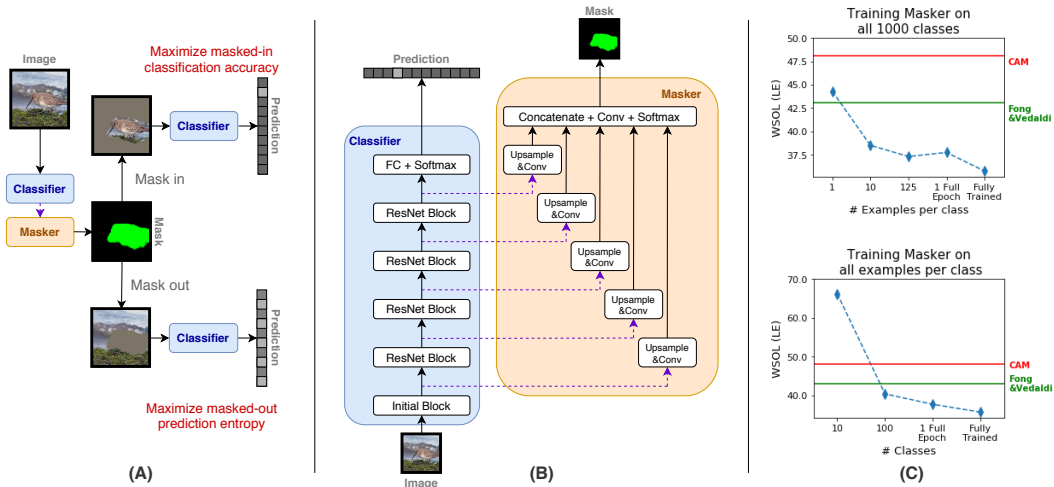 Image
Maximize masked-in
classification accuracy
Classifier
Prediction
Classifier
Masker
Mask in
Mask
Mask out
Classifier
Prediction
Maximize masked-out
prediction entropy
(A)
Mask
Prediction
Masker
Concatenate + Conv + Softmax
Classifier
FC + Softmax
Upsample
&Conv
ResNet Block
Upsample
&Conv
ResNet Block
Upsample
&Conv
ResNet Block
Upsample
&Conv
ResNet Block
Upsample
&Conv
Initial Block
Image
(B)
Training Masker on
all 1000 classes
50.0
47.5
45.0
42.5
40.0
37.5
WSOL (LE)
CAM
Fong
&Vedaldi
1
10
125
1 Full
Epoch
Fully
Trained
# Examples per class
Training Masker on
all examples per class
70.0
60.0
50.0
40.0
WSOL (LE)
CAM
Fong
&Vedaldi
10
100
1 Full
Epoch
Fully
Trained
# Classes
(C)